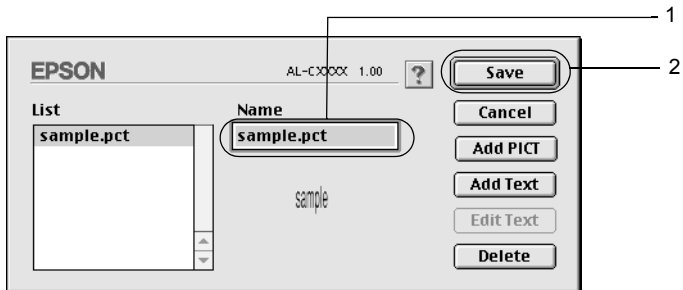 1
EPSON
AL-CXXXX 1.00
?
Save
2
List
Name
Cancel
sample.pct
sample.pct
Add PICT
sample
Add Text
Edit Text
Delete